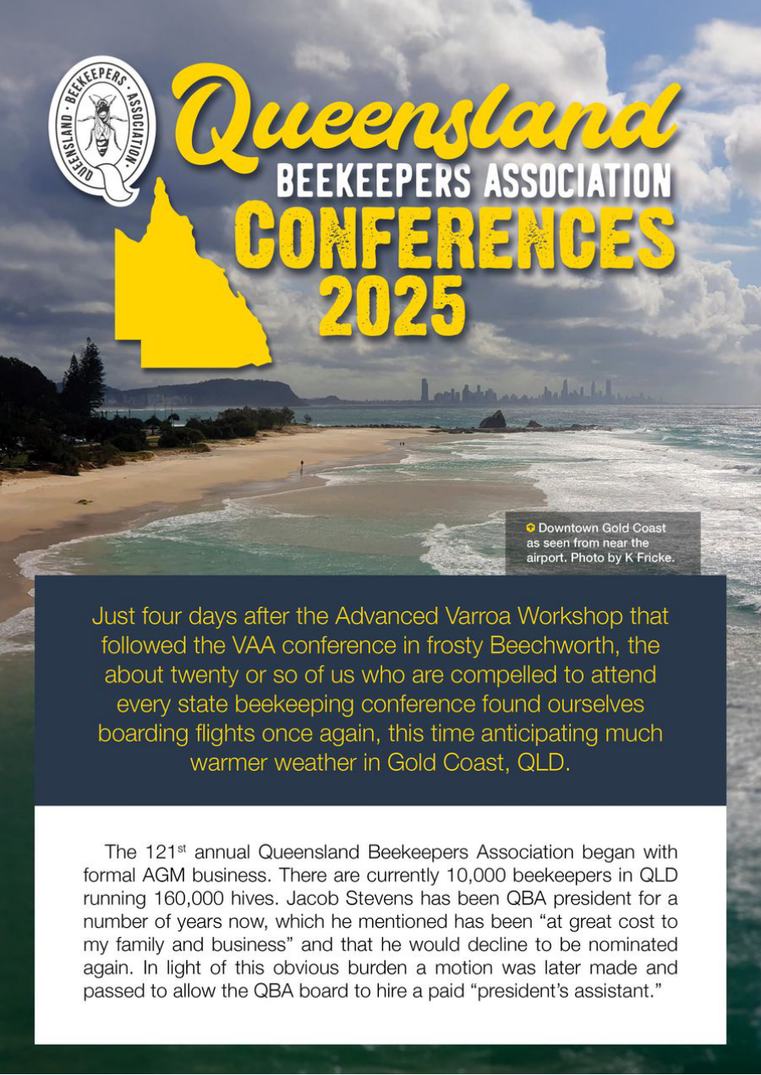 QUEENSLAND · BEEKEEPERS · ASSOCIATION ·
Queensland
BEEKEEPERS ASSOCIATION
CONFERENCES
2025
Downtown Gold Coast
as seen from near the
airport. Photo by K Fricke.
Just four days after the Advanced Varroa Workshop that
followed the VAA conference in frosty Beechworth, the
about twenty or so of us who are compelled to attend
every state beekeeping conference found ourselves
boarding flights once again, this time anticipating much
warmer weather in Gold Coast, QLD.
The 121st annual Queensland Beekeepers Association began with
formal AGM business. There are currently 10,000 beekeepers in QLD
running 160,000 hives. Jacob Stevens has been QBA president for a
number of years now, which he mentioned has been “at great cost to
my family and business” and that he would decline to be nominated
again. In light of this obvious burden a motion was later made and
passed to allow the QBA board to hire a paid “president’s assistant.”